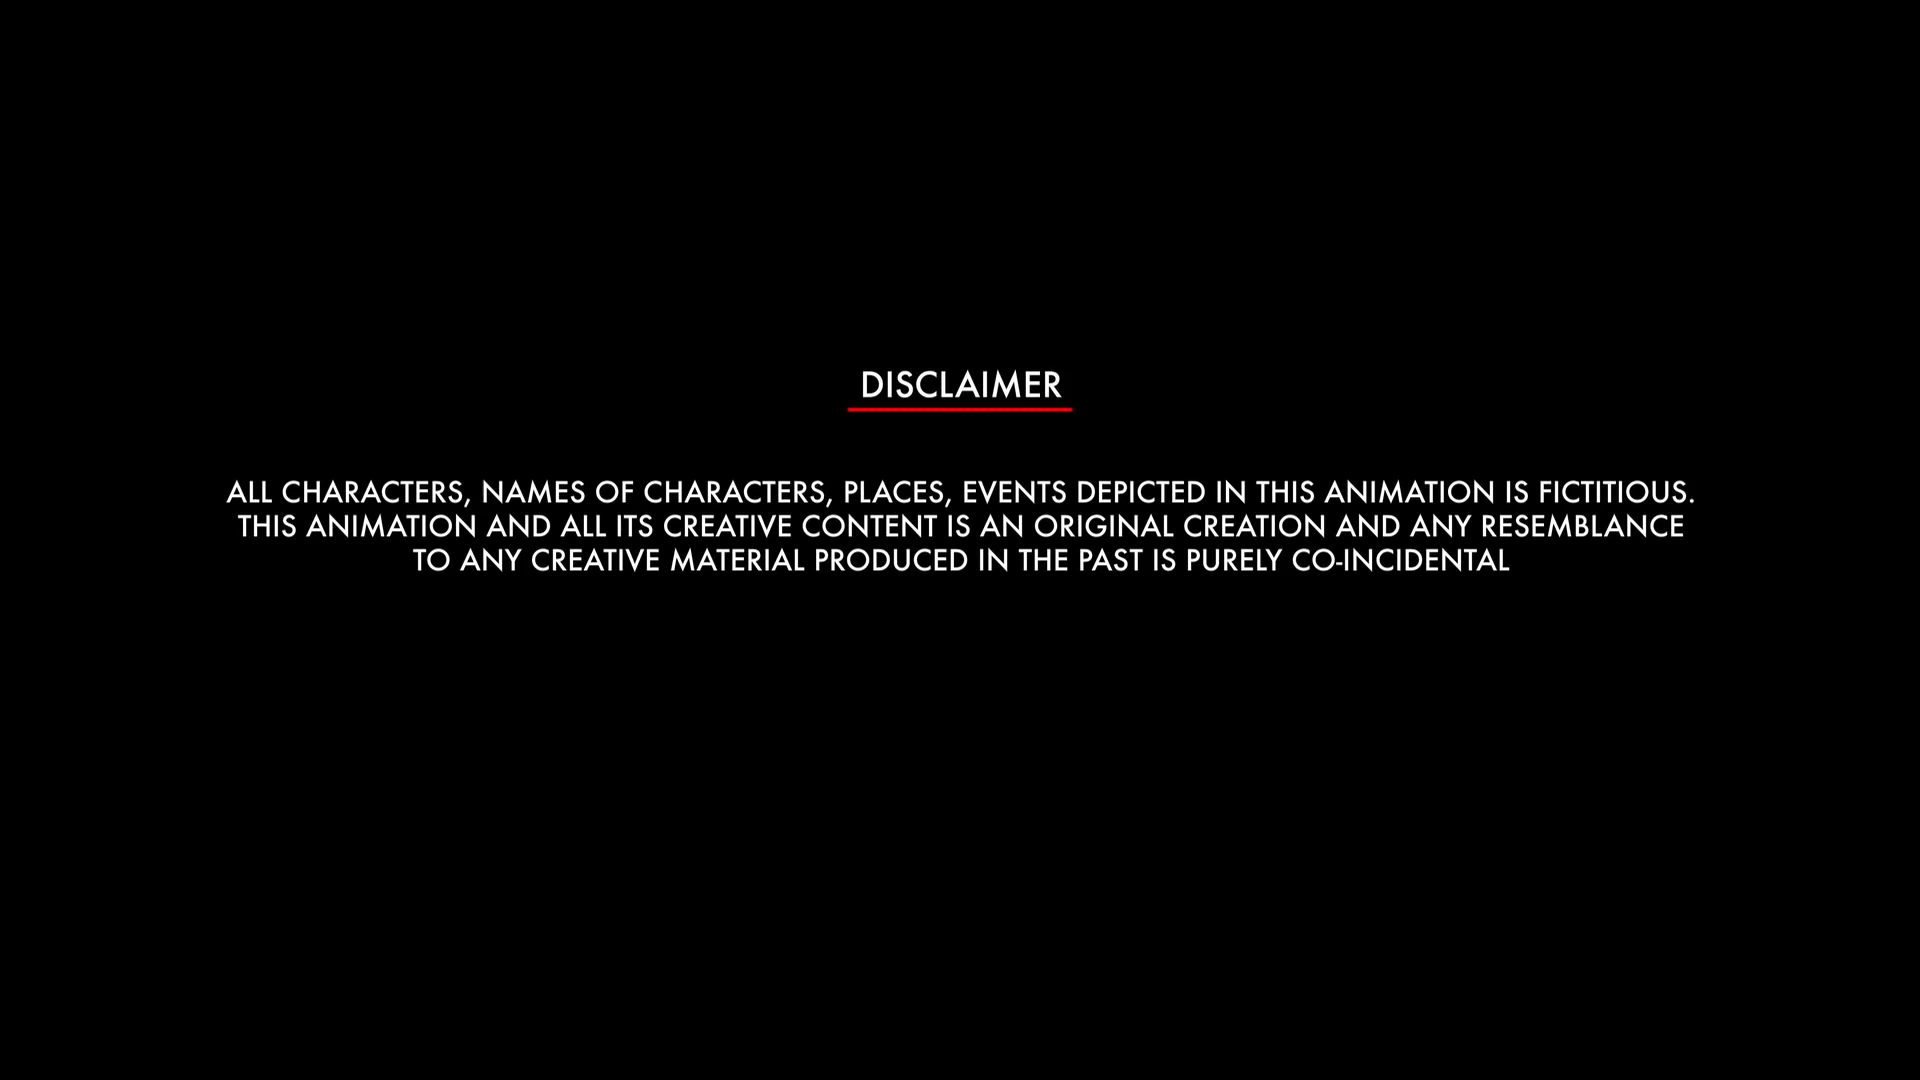 DISCLAIMER
ALL CHARACTERS, NAMES OF CHARACTERS, PLACES, EVENTS DEPICTED IN THIS ANIMATION IS FICTITIOUS.
THIS ANIMATION AND ALL ITS CREATIVE CONTENT IS AN ORIGINAL CREATION AND ANY RESEMBLANCE
TO ANY CREATIVE MATERIAL PRODUCED IN THE PAST IS PURELY CO-INCIDENTAL